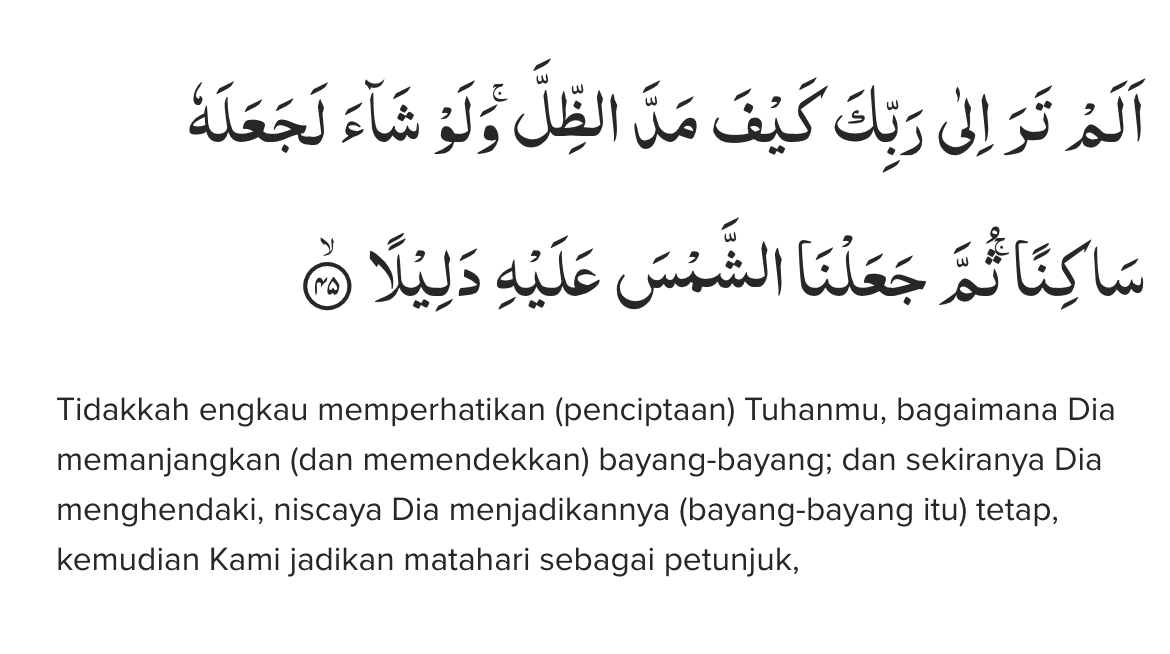 اَلَمْ تَرَ اِلٰى رَبِّكَ كَيْفَ مَدَّ الظِّلَّۚ وَلَوْ شَاۤءَ لَجَعَلَهٗ
سَاكِنًاۚ ثُمَّ جَعَلْنَا الشَّمْسَ عَلَيْهِ دَلِيْلًا ۙ ۴۵
Tidakkah engkau memperhatikan (penciptaan) Tuhanmu, bagaimana Dia
memanjangkan (dan memendekkan) bayang-bayang; dan sekiranya Dia
menghendaki, niscaya Dia menjadikannya (bayang-bayang itu) tetap,
kemudian Kami jadikan matahari sebagai petunjuk,